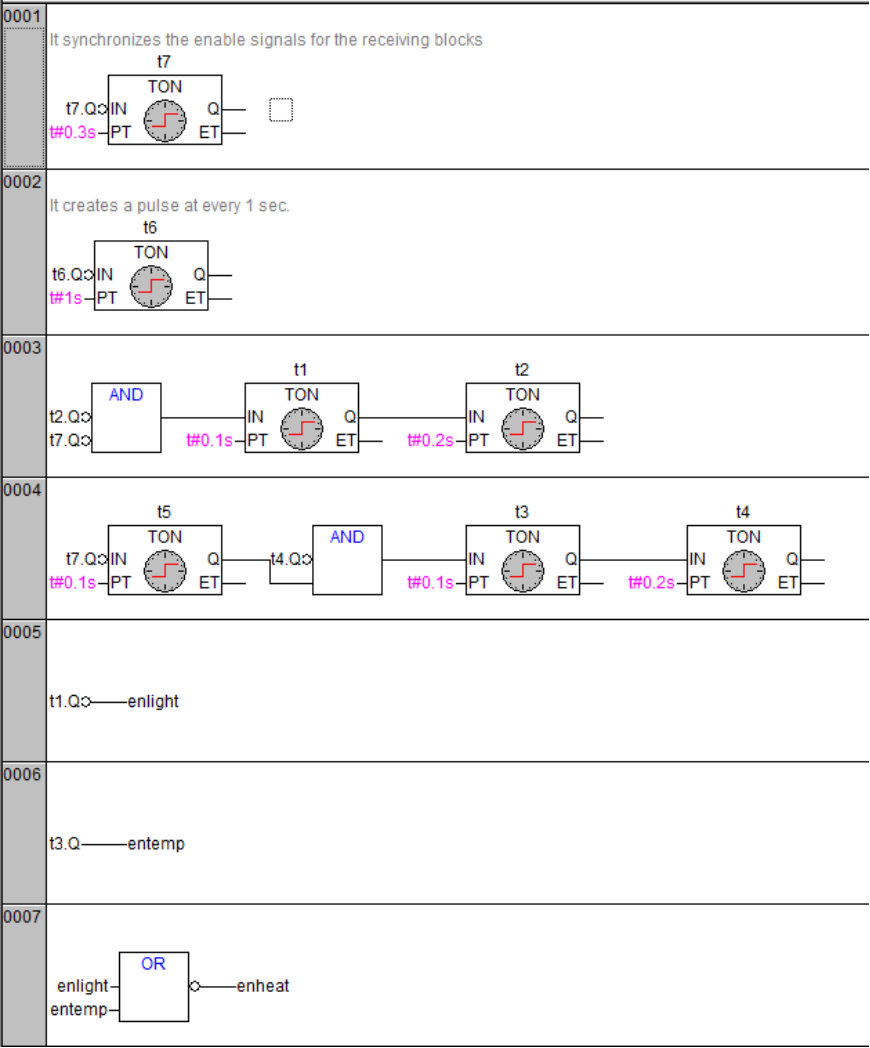 0001
It synchronizes the enable signals for the receiving blocks
t7
TON
t7.Q IN Q
t#0.3s PT ET
0002
It creates a pulse at every 1 sec.
t6
TON
t6.Q IN Q
t#1s PT ET
0003
t1 t2
AND TON TON
t2.Q IN Q IN Q
t7.Q t#0.1s PT ET t#0.2s PT ET
0004
t5 t3 t4
TON AND TON TON
t7.Q IN Q t4.Q IN Q IN Q
t#0.1s PT ET t#0.1s PT ET t#0.2s PT ET
0005
t1.Q enlight
0006
t3.Q entemp
0007
OR
enlight enheat
entemp